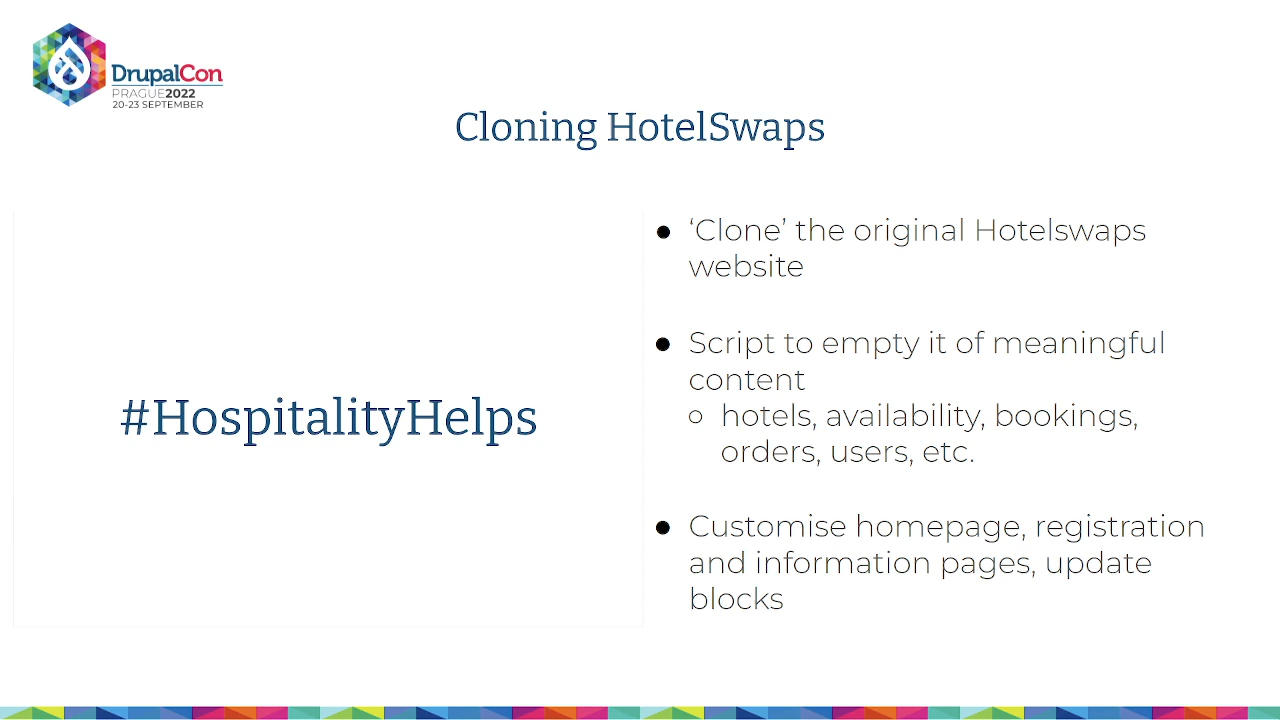 DrupalCon
PRAGUE2022
20-23 SEPTEMBER
Cloning HotelSwaps
#HospitalityHelps
● ‘Clone’ the original Hotelswaps
website
● Script to empty it of meaningful
content
○ hotels, availability, bookings,
orders, users, etc.
● Customise homepage, registration
and information pages, update
blocks